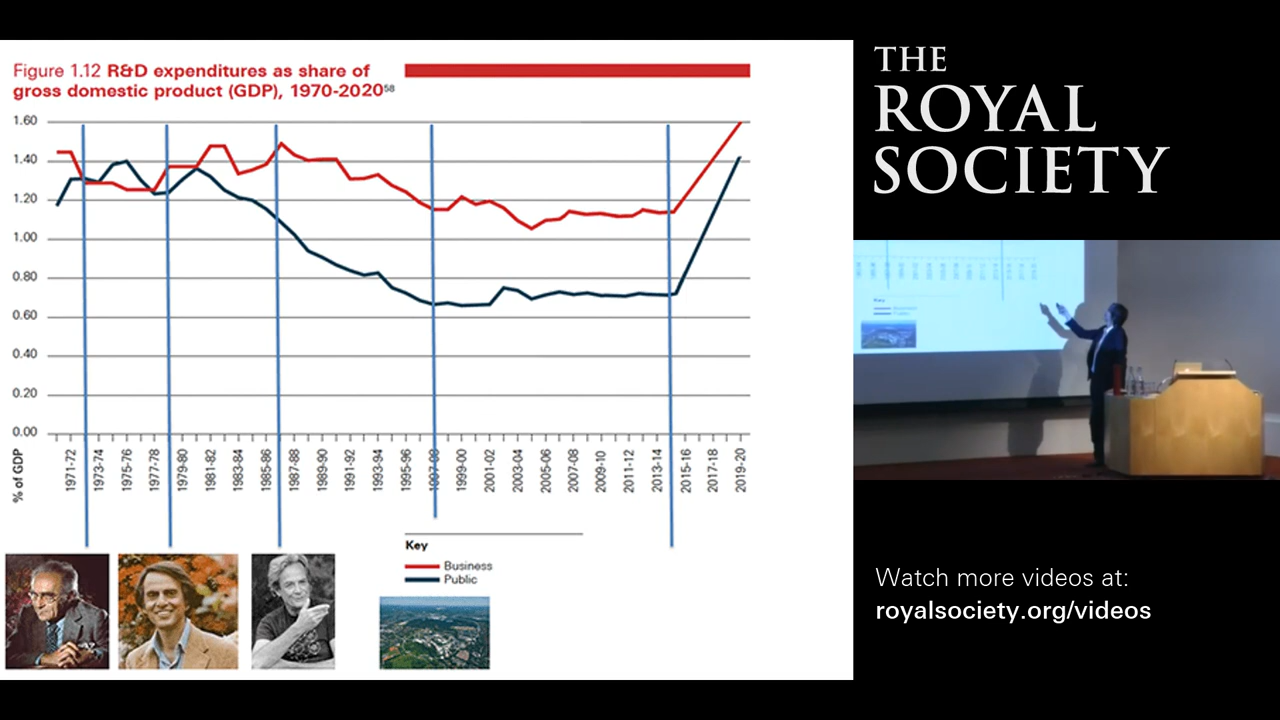 Figure 1.12 R&D expenditures as share of
gross domestic product (GDP), 1970-2020⁵⁸
1.60
1.40
1.20
1.00
0.80
0.60
0.40
0.20
0.00
% of GDP
1971-72
1973-74
1975-76
1977-78
1979-80
1981-82
1983-84
1985-86
1987-88
1989-90
1991-92
1993-94
1995-96
1997-98
1999-00
2001-02
2003-04
2005-06
2007-08
2009-10
2011-12
2013-14
2015-16
2017-18
2019-20
Key
Business
Public
THE
ROYAL
SOCIETY
Key
Watch more videos at:
royalsociety.org/videos